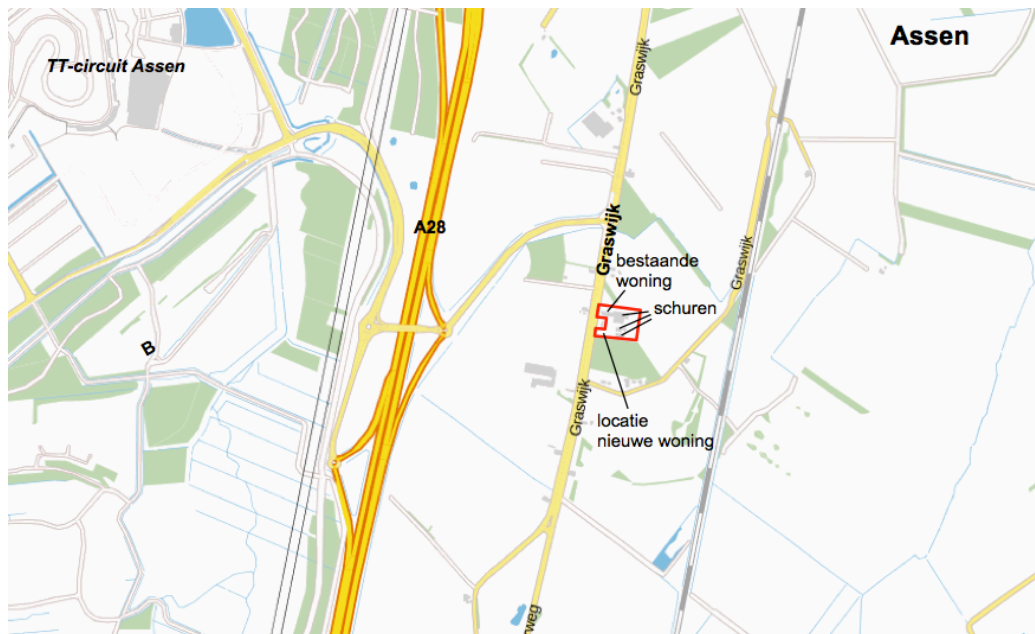 Assen
TT-circuit Assen
Graswijk
A28
Graswijk
Graswijk
bestaande
woning
schuren
B
Graswijk
locatie
nieuwe woning